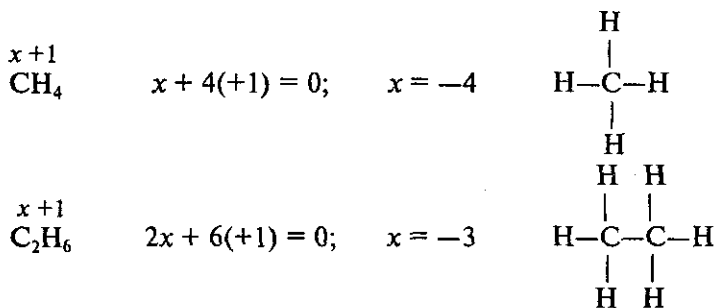 x +1 H
CH₄ x + 4(+1) = 0; x = −4 H−C−H
H
x +1 H H
C₂H₆ 2x + 6(+1) = 0; x = −3 H−C−C−H
H H